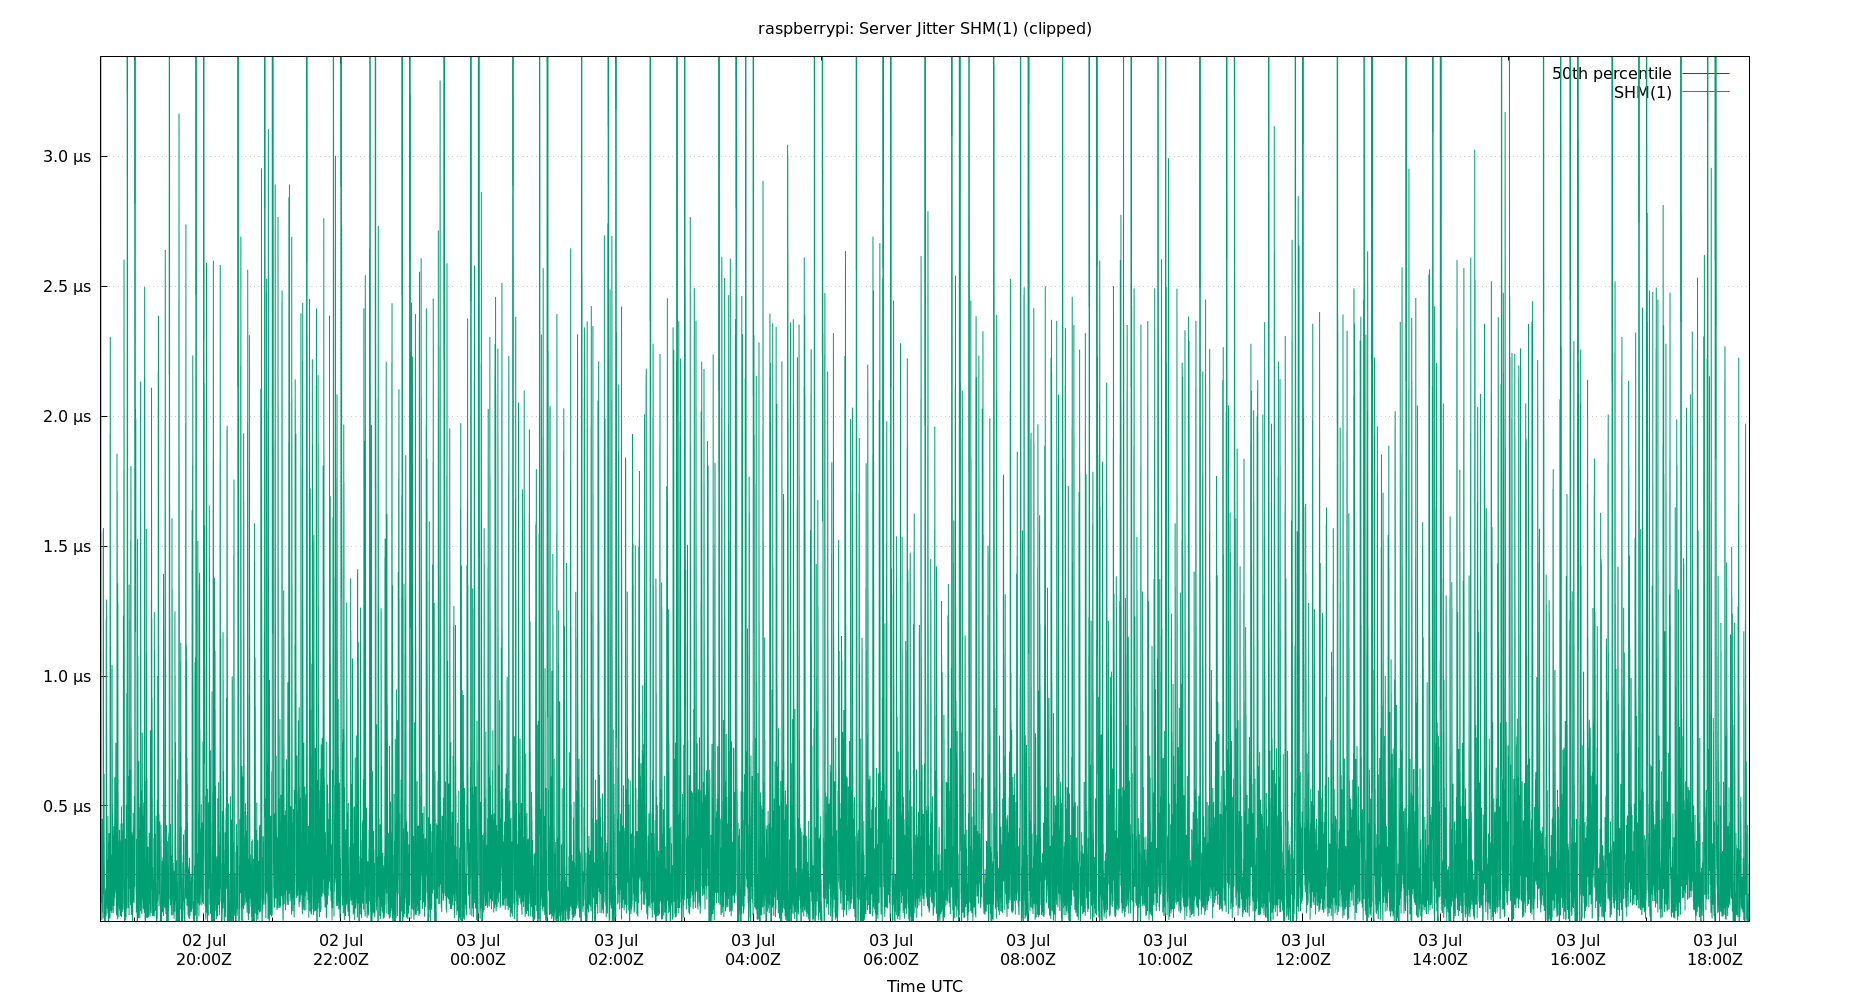 raspberrypi: Server Jitter SHM(1) (clipped)
50th percentile
SHM(1)
3.0 µs
2.5 µs
2.0 µs
1.5 µs
1.0 µs
0.5 µs
02 Jul 02 Jul 03 Jul 03 Jul 03 Jul 03 Jul 03 Jul 03 Jul 03 Jul 03 Jul 03 Jul 03 Jul
20:00Z 22:00Z 00:00Z 02:00Z 04:00Z 06:00Z 08:00Z 10:00Z 12:00Z 14:00Z 16:00Z 18:00Z
Time UTC